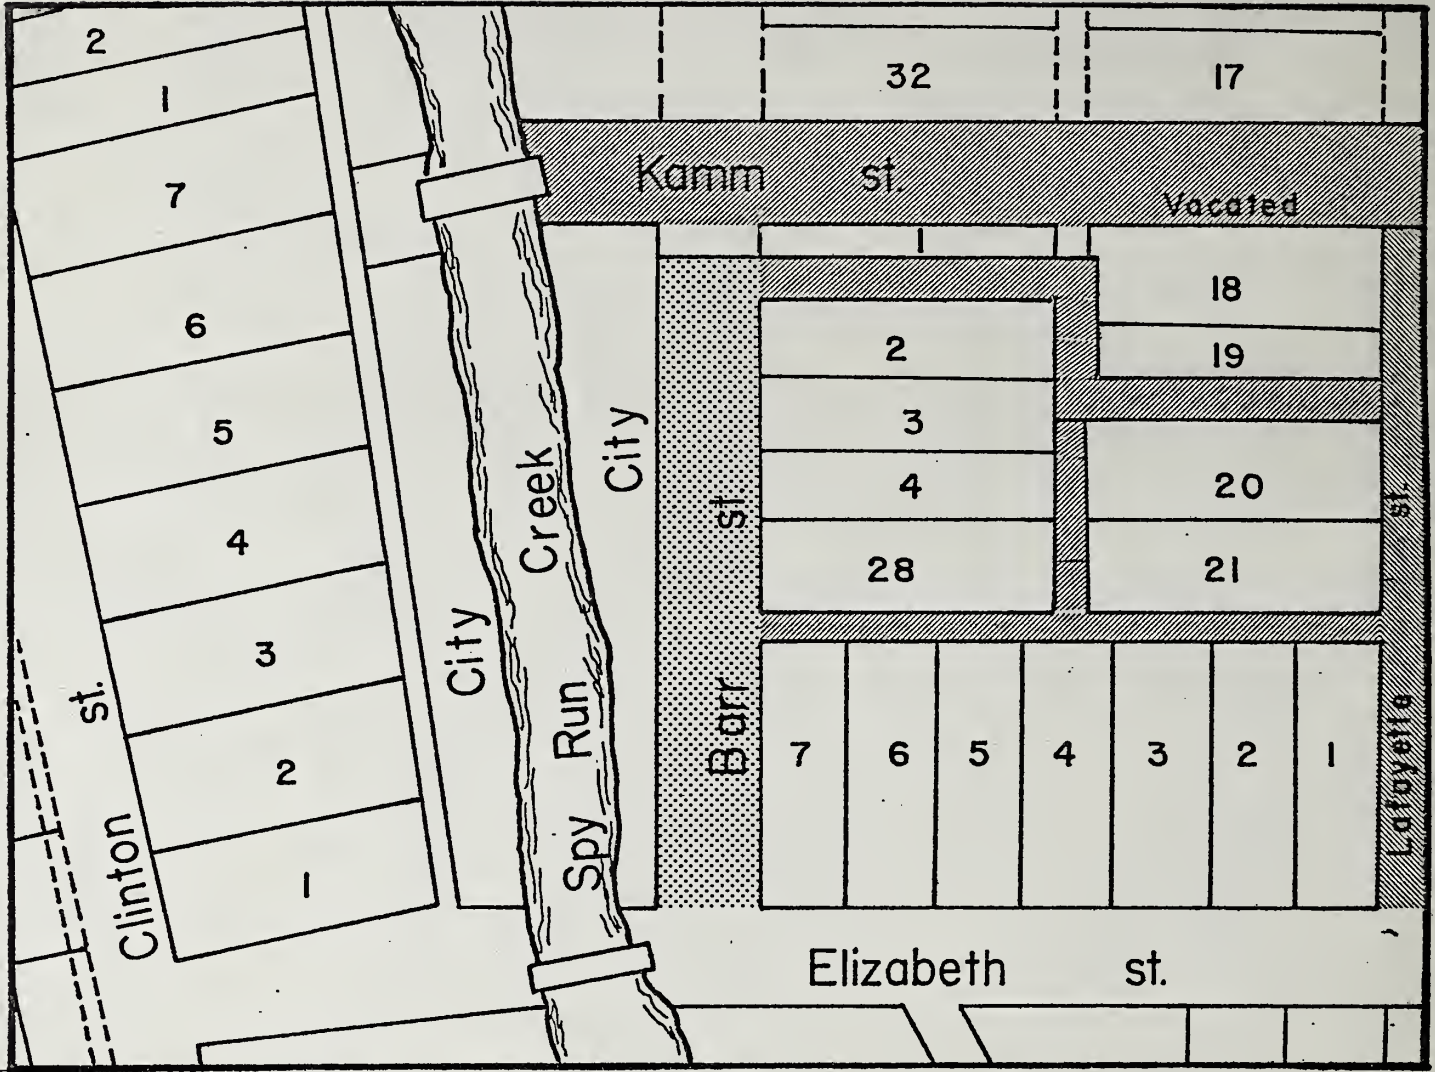 2
1
7
6
5
4
3
2
1
Clinton st.
City
Spy Run Creek
City
Barr st
32
17
Kamm st.
Vacated
1
18
19
2
3
4
28
20
21
7 6 5 4 3 2 1
Lafayette st.
Elizabeth st.